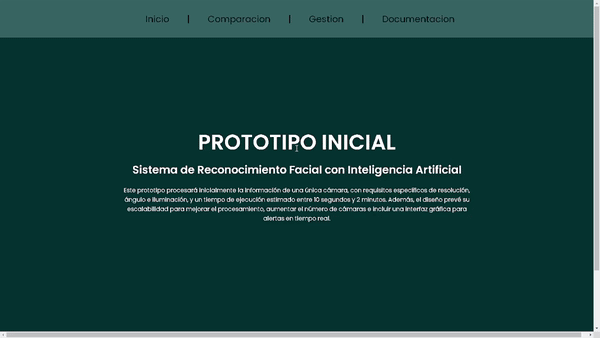 Inicio | Comparacion | Gestion | Documentacion
PROTOTIPO INICIAL
Sistema de Reconocimiento Facial con Inteligencia Artificial
Este prototipo procesará inicialmente la información de una única cámara, con requisitos específicos de resolución,
ángulo e iluminación, y un tiempo de ejecución estimado entre 10 segundos y 2 minutos. Además, el diseño prevé su
escalabilidad para mejorar el procesamiento, aumentar el número de cámaras e incluir una interfaz gráfica para
alertas en tiempo real.